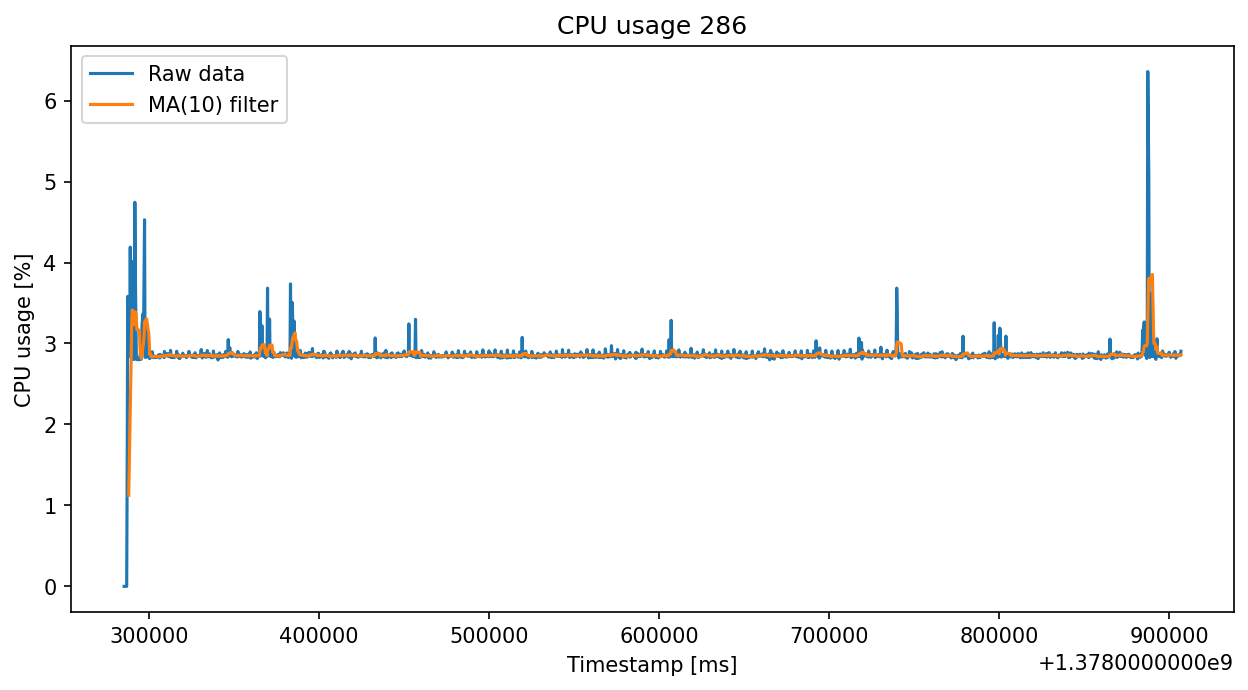 CPU usage 286
Raw data
MA(10) filter
CPU usage [%]
6
5
4
3
2
1
0
300000 400000 500000 600000 700000 800000 900000
Timestamp [ms]
+1.3780000000e9